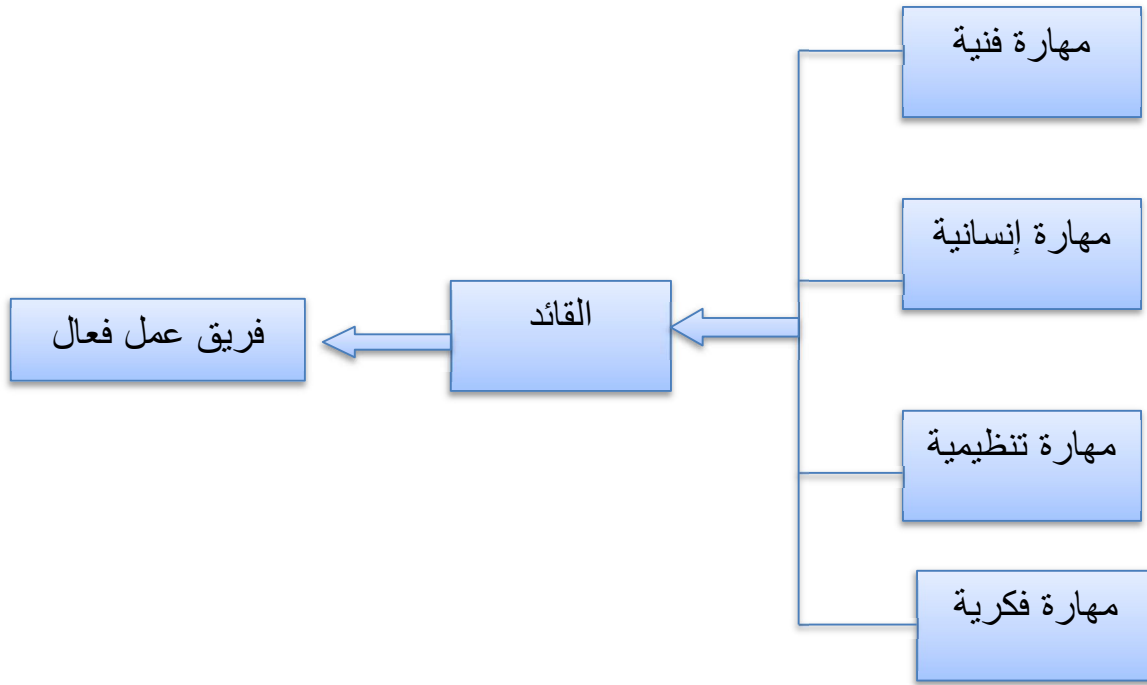 مهارة فنية
مهارة إنسانية
القائد
فريق عمل فعال
مهارة تنظيمية
مهارة فكرية